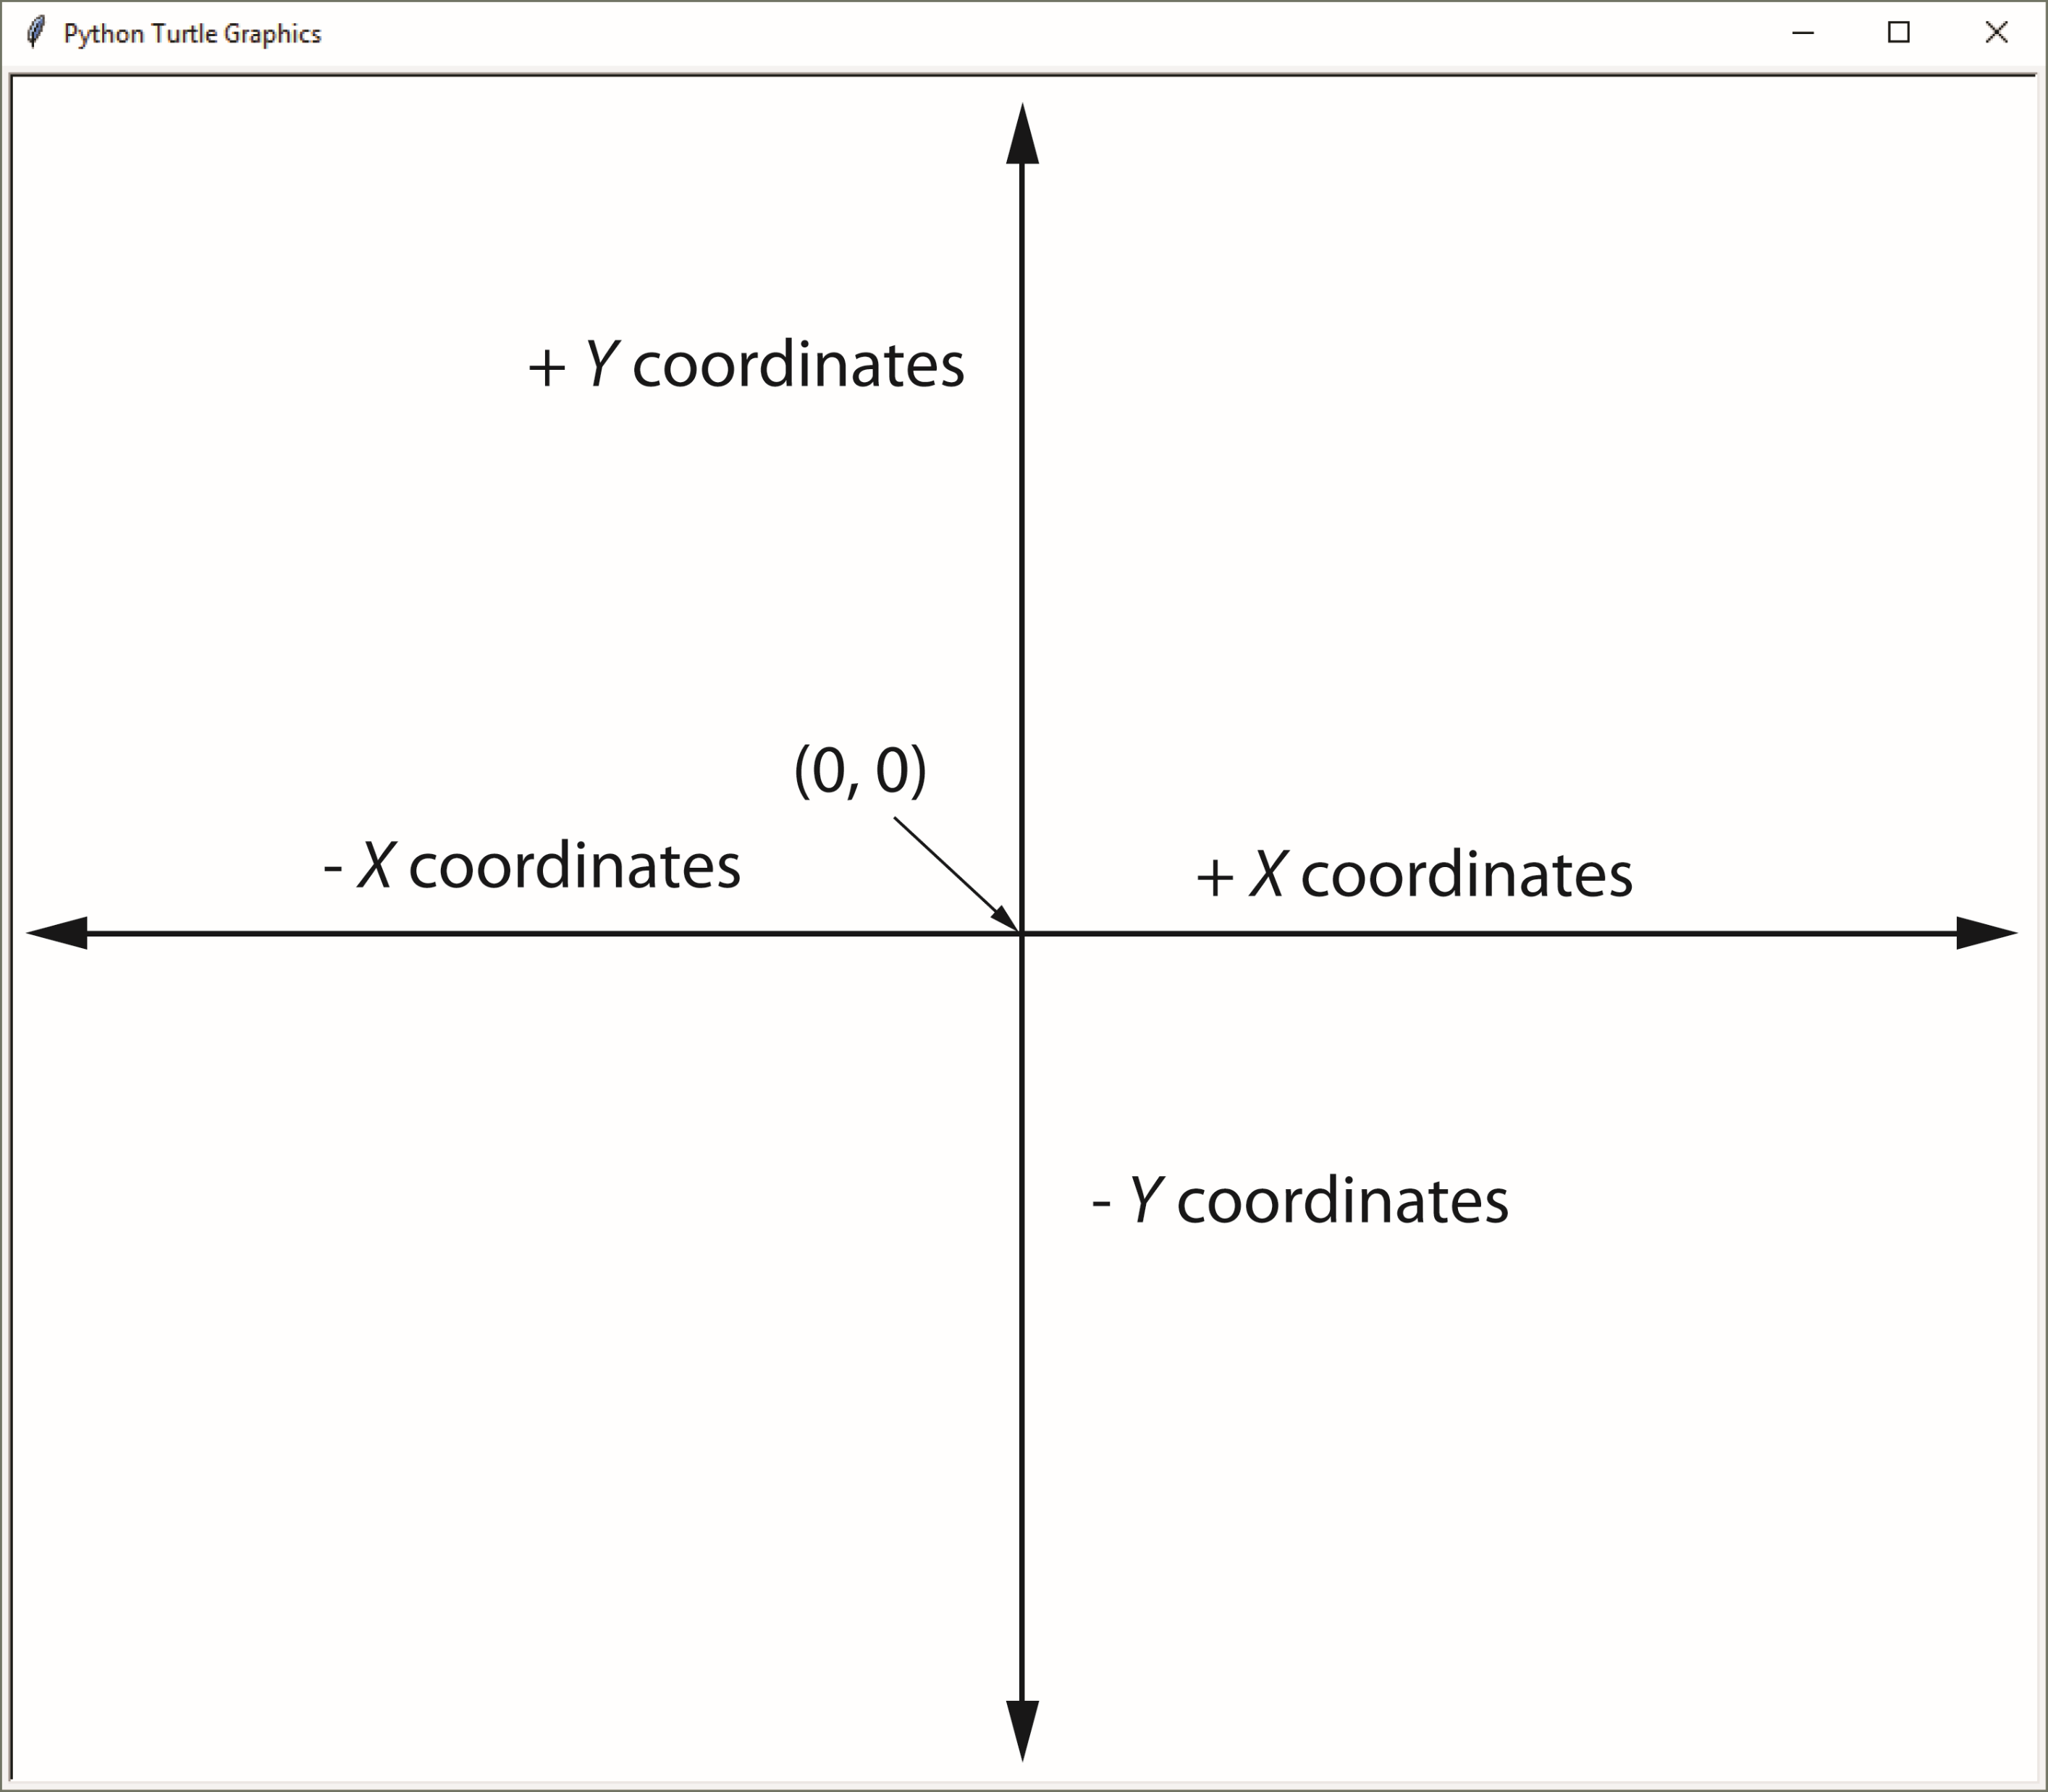 Python Turtle Graphics
+ Y coordinates
(0, 0)
- X coordinates
+ X coordinates
- Y coordinates